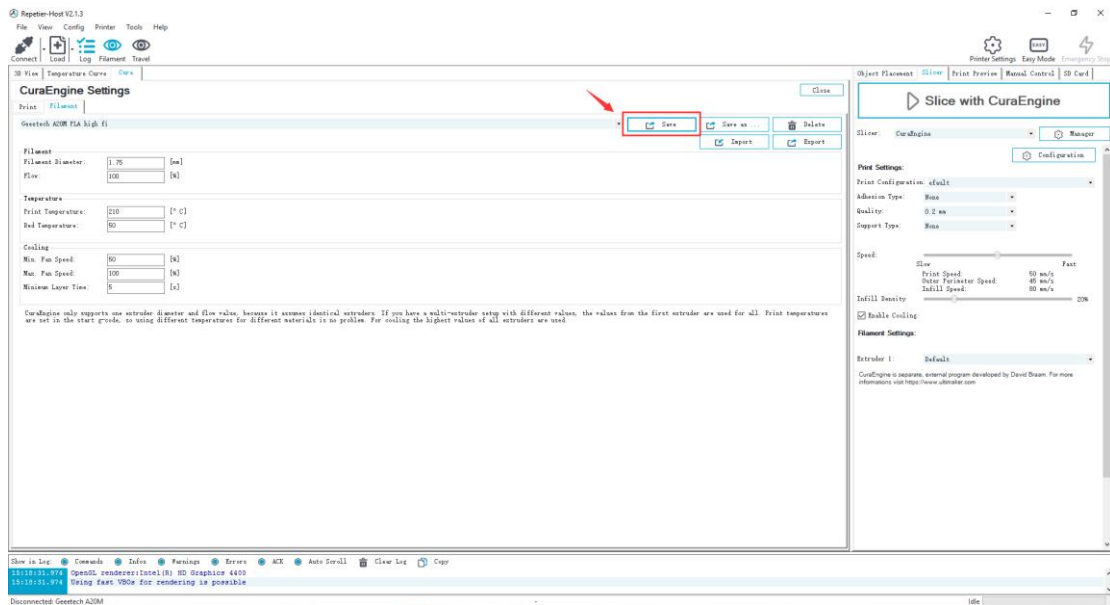 Repetier-Host V2.1.3
File View Config Printer Tools Help
Connect Load Log Filament Travel
Printer Settings Easy Mode Emergency Stop
EASY
3D View Temperature Curve Cura
Object Placement Slicer Print Preview Manual Control SD Card
CuraEngine Settings
Close
Print Filament
Geeetech A20M PLA high fi
Save
Save as ...
Delete
Import
Export
Filament
Filament Diameter: 1.75 [mm]
Flow: 100 [%]
Temperature
Print Temperature: 210 [° C]
Bed Temperature: 50 [° C]
Cooling
Min. Fan Speed: 50 [%]
Max. Fan Speed: 100 [%]
Minimum Layer Time: 5 [s]
CuraEngine only supports one extruder diameter and flow value, because it assumes identical extruders. If you have a multi-extruder setup with different values, the values from the first extruder are used for all. Print temperatures
are set in the start g-code, so using different temperatures for different materials is no problem. For cooling the highest values of all extruders are used.
Slice with CuraEngine
Slicer: CuraEngine
Manager
Configuration
Print Settings:
Print Configuration: efault
Adhesion Type: None
Quality: 0.2 mm
Support Type: None
Speed:
Slow Fast
Print Speed: 50 mm/s
Outer Perimeter Speed: 45 mm/s
Infill Speed: 80 mm/s
Infill Density 20%
Enable Cooling
Filament Settings:
Extruder 1: Default
CuraEngine is separate, external program developed by David Braam. For more
informations visit https://www.ultimaker.com
Show in Log: Commands Infos Warnings Errors ACK Auto Scroll Clear Log Copy
15:18:31.974 OpenGL renderer:Intel(R) HD Graphics 4400
15:18:31.974 Using fast VBOs for rendering is possible
Disconnected: Geeetech A20M
-
Idle